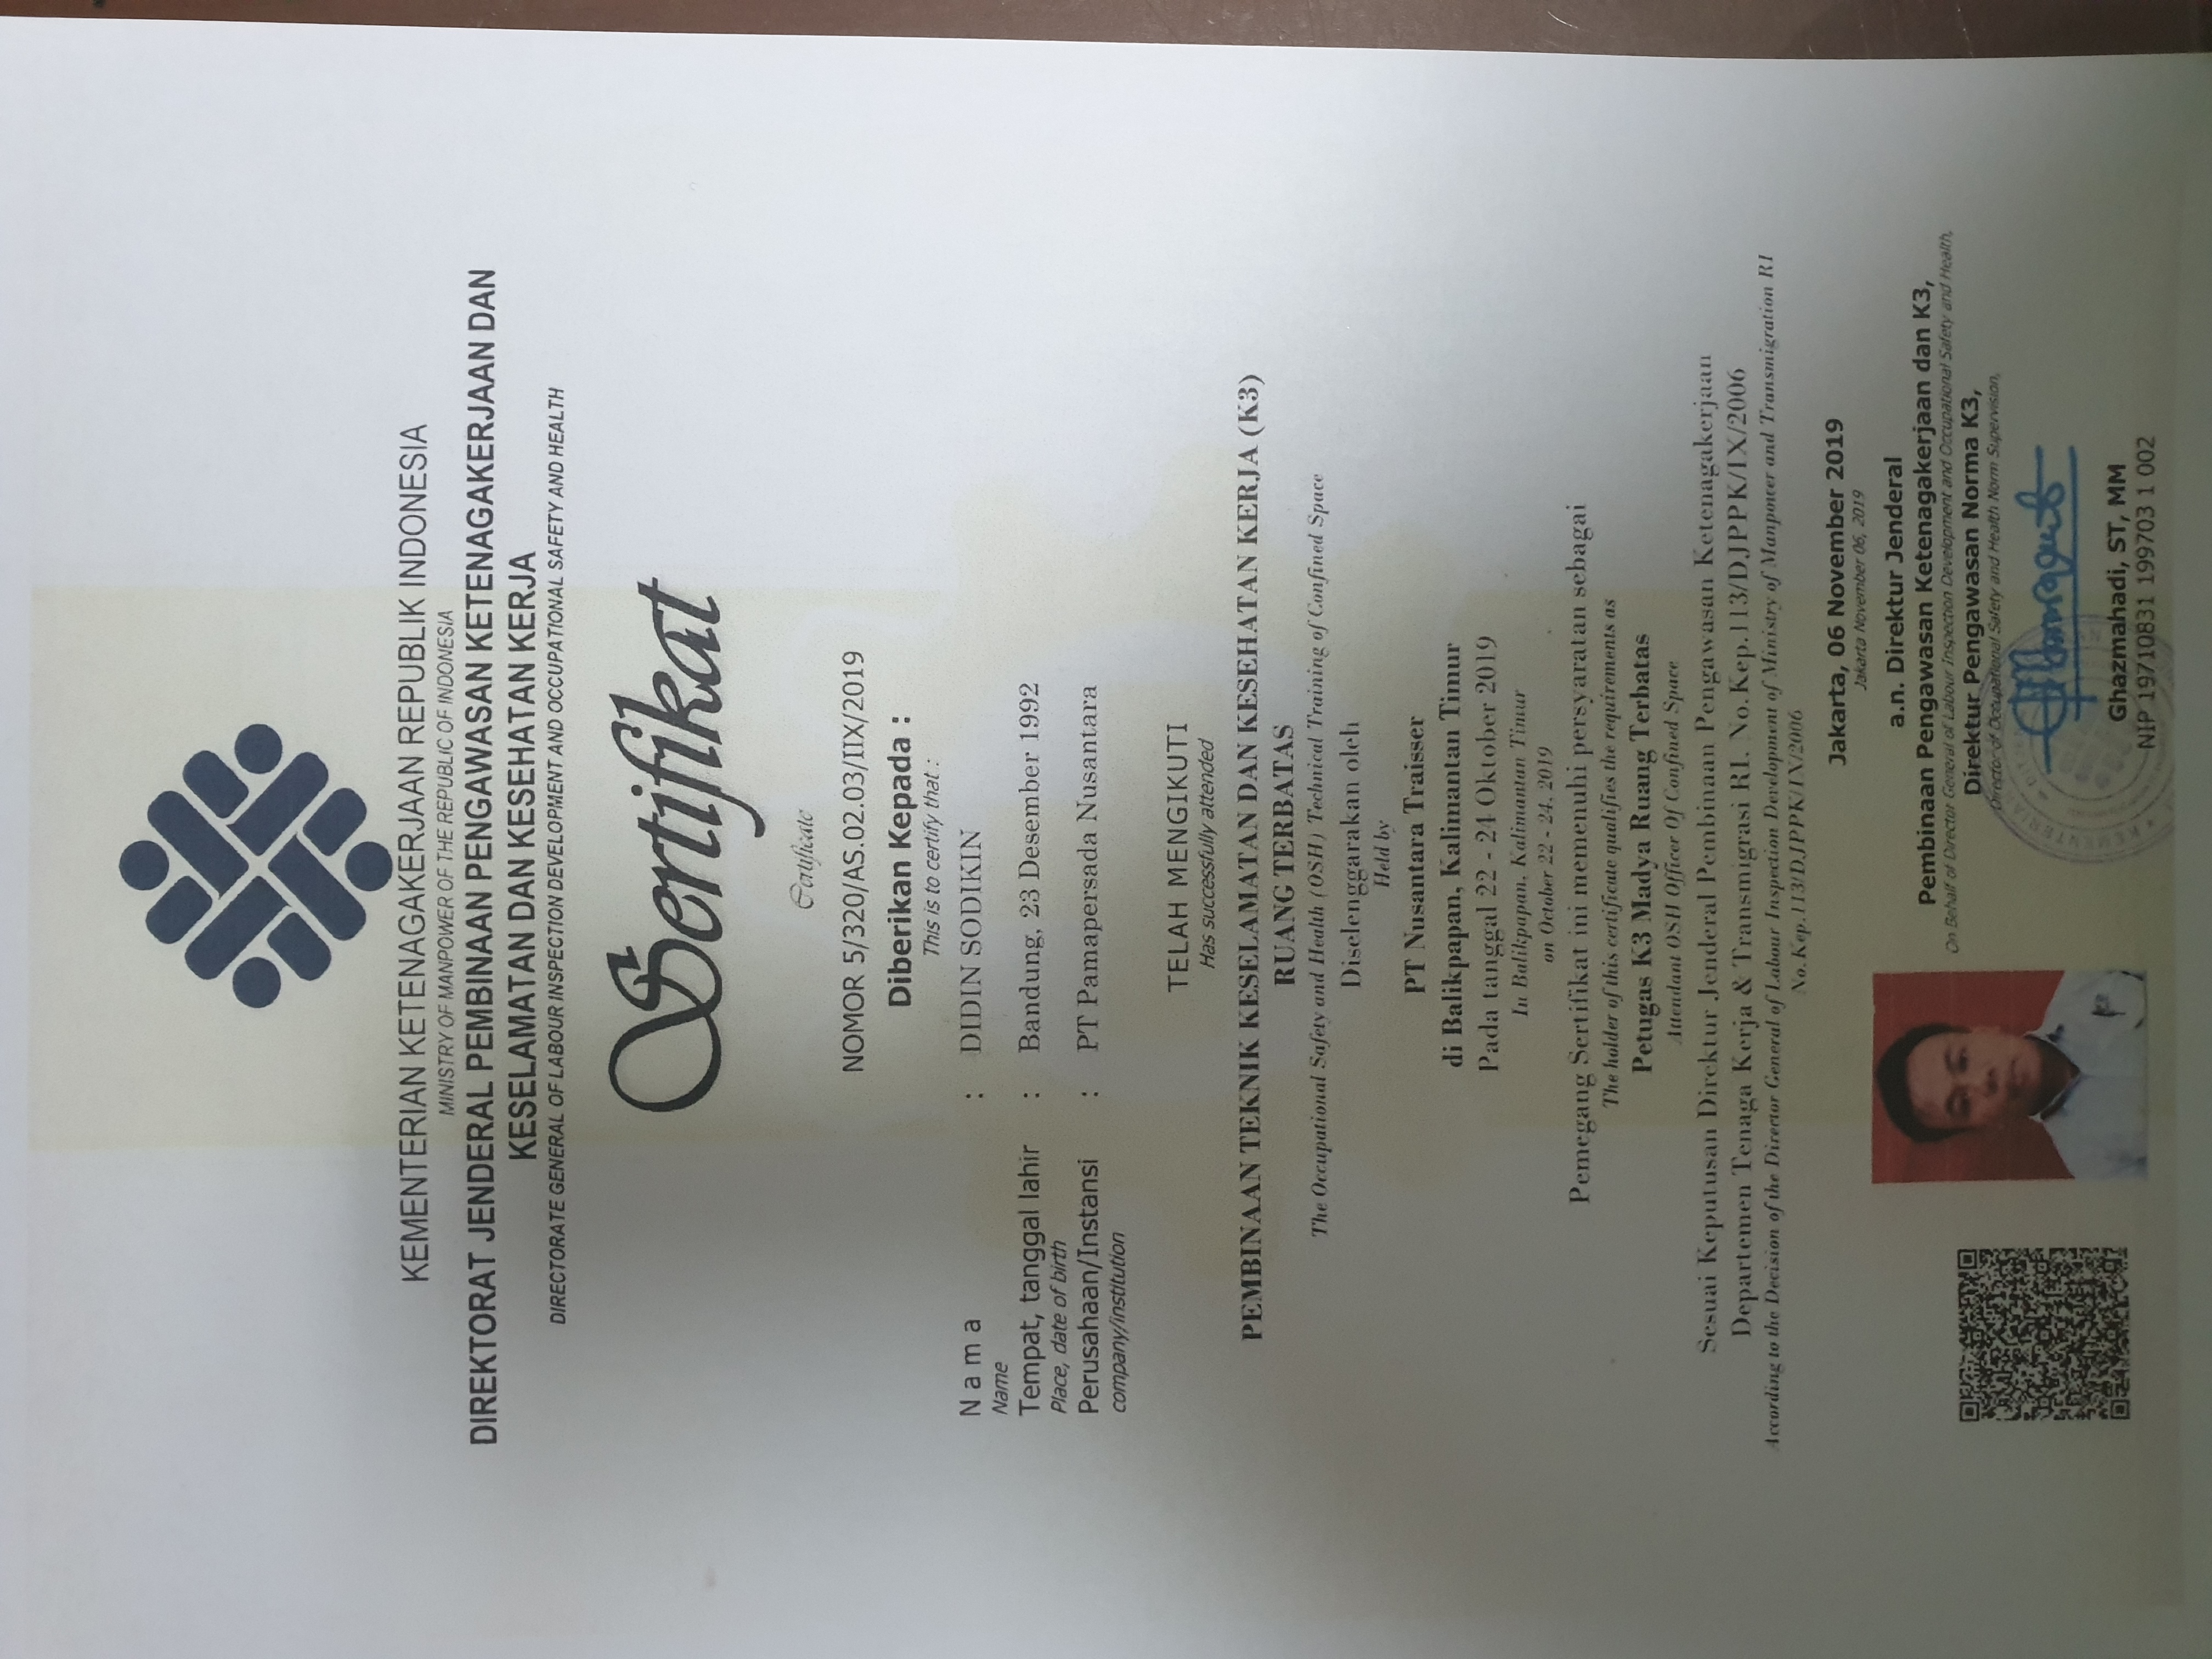 KEMENTERIAN KETENAGAKERJAAN REPUBLIK INDONESIA
MINISTRY OF MANPOWER OF THE REPUBLIC OF INDONESIA
DIREKTORAT JENDERAL PEMBINAAN PENGAWASAN KETENAGAKERJAAN DAN
KESELAMATAN DAN KESEHATAN KERJA
DIRECTORATE GENERAL OF LABOUR INSPECTION DEVELOPMENT AND OCCUPATIONAL SAFETY AND HEALTH
Sertifikat
Certificate
NOMOR 5/320/AS.02.03/IIX/2019
Diberikan Kepada :
This is to certify that :
Nama : DIDIN SODIKIN
Name
Tempat, tanggal lahir : Bandung, 23 Desember 1992
Place, date of birth
Perusahaan/Instansi : PT Pamapersada Nusantara
company/institution
TELAH MENGIKUTI
Has successfully attended
PEMBINAAN TEKNIK KESELAMATAN DAN KESEHATAN KERJA (K3)
RUANG TERBATAS
The Occupational Safety and Health (OSH) Technical Training of Confined Space
Diselenggarakan oleh
Held by
PT Nusantara Traisser
di Balikpapan, Kalimantan Timur
Pada tanggal 22 - 24 Oktober 2019
In Balikpapan, Kalimantan Timur
on October 22 - 24, 2019
Pemegang Sertifikat ini memenuhi persyaratan sebagai
The holder of this certificate qualifies the requirements as
Petugas K3 Madya Ruang Terbatas
Attendant OSH Officer Of Confined Space
Sesuai Keputusan Direktur Jenderal Pembinaan Pengawasan Ketenagakerjaan
Departemen Tenaga Kerja & Transmigrasi RI. No.Kep.113/DJPPK/IX/2006
According to the Decision of the Director General of Labour Inspection Development of Ministry of Manpower and Transmigration RI
No.Kep.113/DJPPK/IX/2006
Jakarta, 06 November 2019
Jakarta November 06, 2019
a.n. Direktur Jenderal
Pembinaan Pengawasan Ketenagakerjaan dan K3,
On Behalf of Director General of Labour Inspection Development and Occupational Safety and Health,
Direktur Pengawasan Norma K3,
Director of Occupational Safety and Health Norm Supervision,
KEMENTERIA
Ghazmahadi, ST, MM
NIP 19710831 199703 1 002